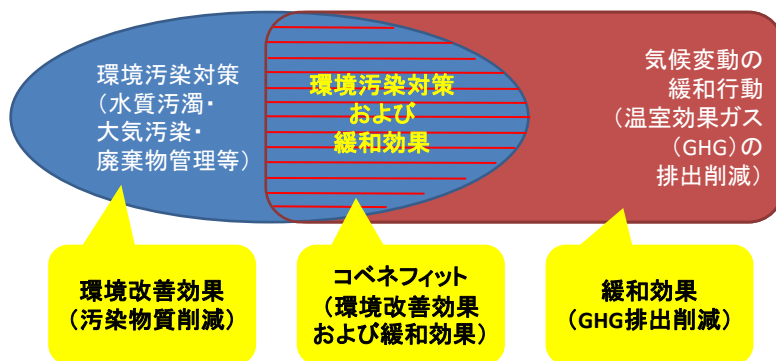 環境汚染対策
(水質汚濁・
大気汚染・
廃棄物管理等)
環境汚染対策
および
緩和効果
気候変動の
緩和行動
(温室効果ガス
(GHG)の
排出削減)
環境改善効果
(汚染物質削減)
コベネフィット
(環境改善効果
および緩和効果)
緩和効果
(GHG排出削減)